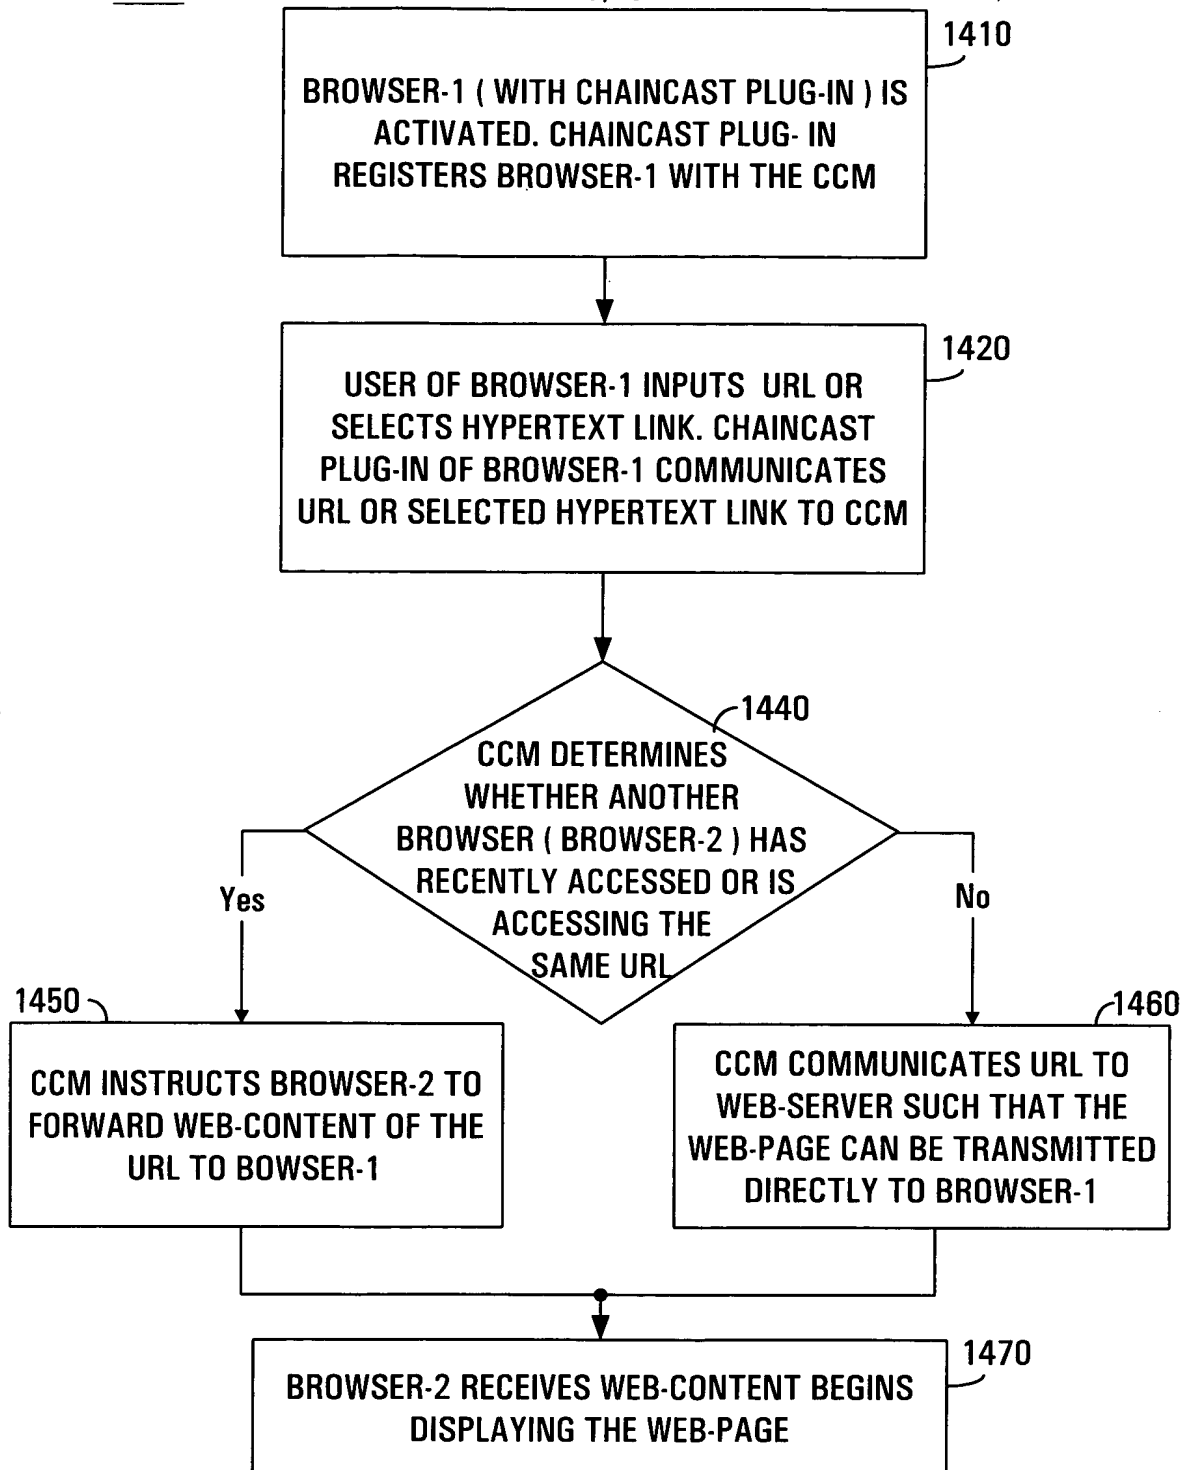 1410
BROWSER-1 ( WITH CHAINCAST PLUG-IN ) IS
ACTIVATED. CHAINCAST PLUG- IN
REGISTERS BROWSER-1 WITH THE CCM
1420
USER OF BROWSER-1 INPUTS URL OR
SELECTS HYPERTEXT LINK. CHAINCAST
PLUG-IN OF BROWSER-1 COMMUNICATES
URL OR SELECTED HYPERTEXT LINK TO CCM
1440
CCM DETERMINES
WHETHER ANOTHER
BROWSER ( BROWSER-2 ) HAS
RECENTLY ACCESSED OR IS
ACCESSING THE
SAME URL
Yes
No
1450
CCM INSTRUCTS BROWSER-2 TO
FORWARD WEB-CONTENT OF THE
URL TO BOWSER-1
1460
CCM COMMUNICATES URL TO
WEB-SERVER SUCH THAT THE
WEB-PAGE CAN BE TRANSMITTED
DIRECTLY TO BROWSER-1
1470
BROWSER-2 RECEIVES WEB-CONTENT BEGINS
DISPLAYING THE WEB-PAGE